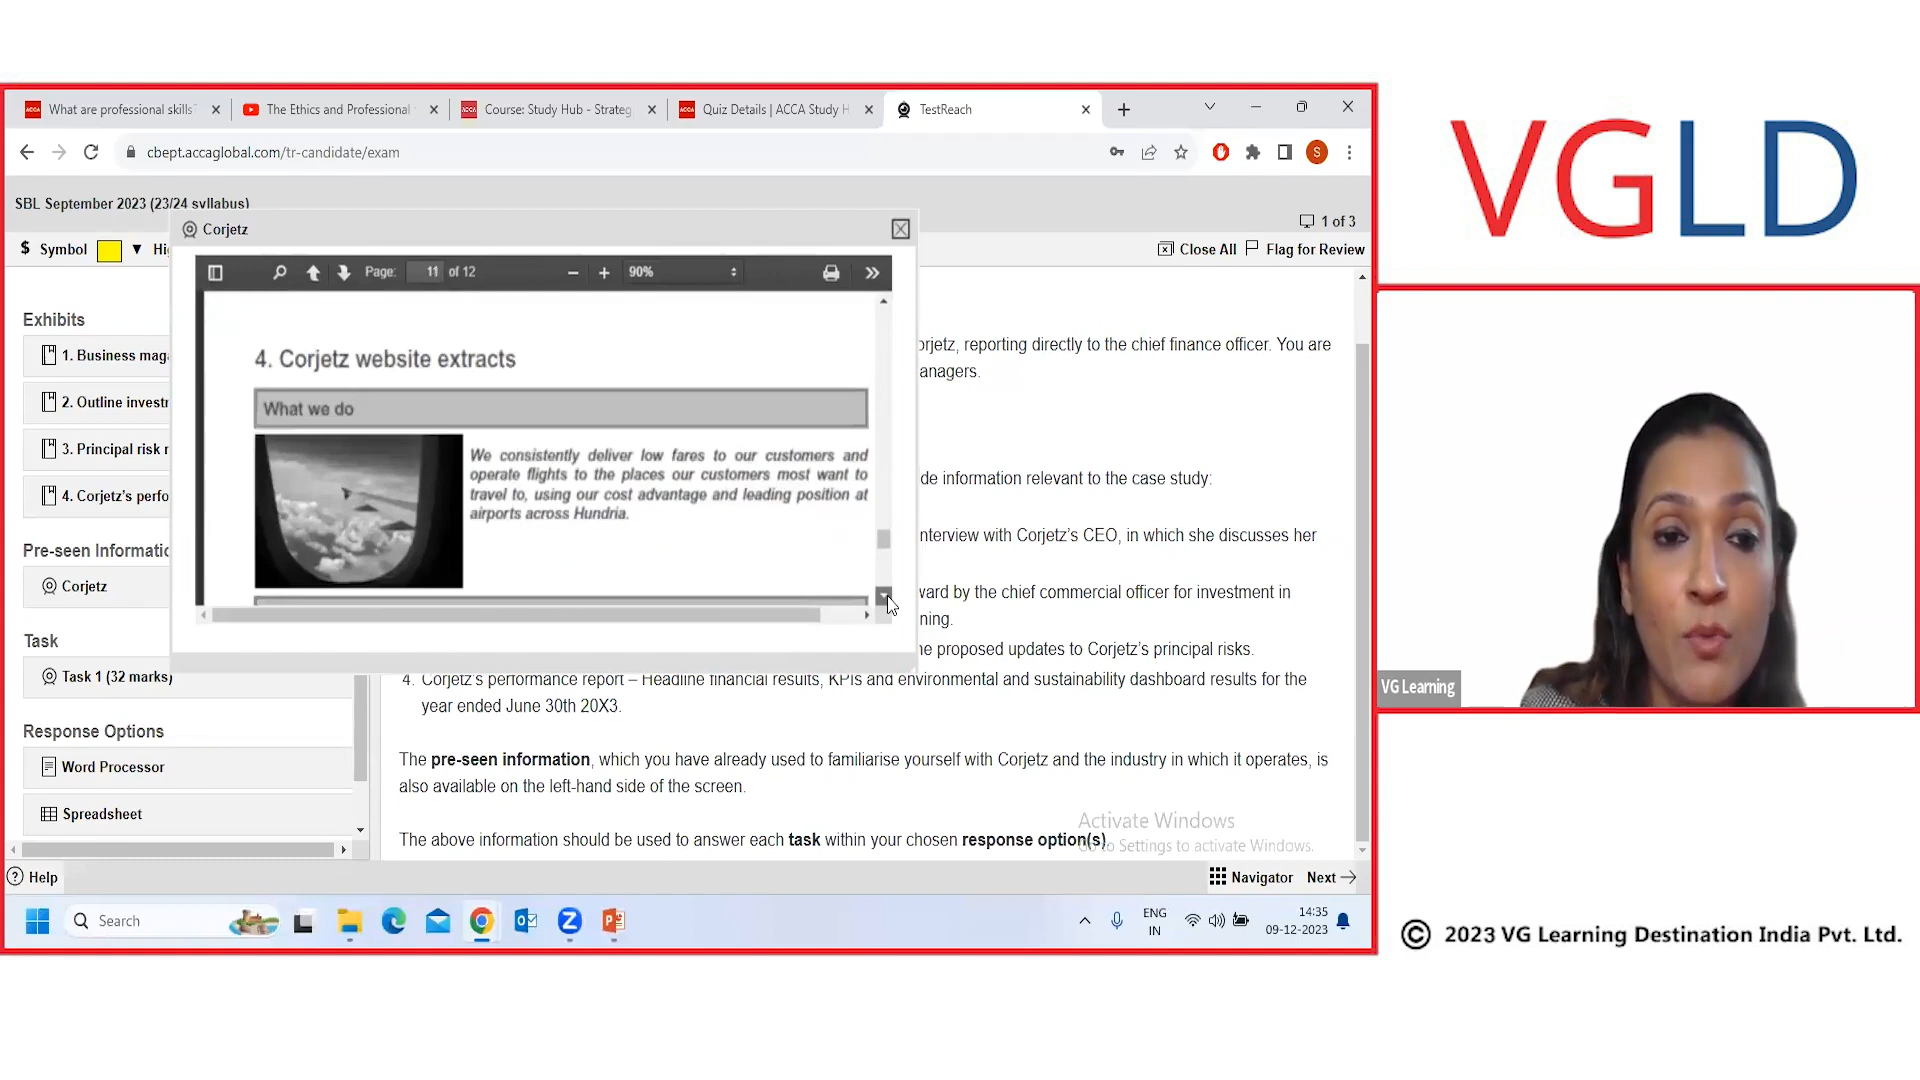 What are professional skills
The Ethics and Professional
Course: Study Hub - Strateg
Quiz Details | ACCA Study H
TestReach
cbept.accaglobal.com/tr-candidate/exam
SBL September 2023 (23/24 syllabus)
1 of 3
$ Symbol
Close All
Flag for Review
Corjetz
Page: 11 of 12
90%
4. Corjetz website extracts
What we do
We consistently deliver low fares to our customers and
operate flights to the places our customers most want to
travel to, using our cost advantage and leading position at
airports across Hundria.
Exhibits
1. Business mag
2. Outline investr
3. Principal risk r
4. Corjetz's perfo
Pre-seen Informatic
Corjetz
Task
Task 1 (32 marks)
Response Options
Word Processor
Spreadsheet
orjetz, reporting directly to the chief finance officer. You are
anagers.
de information relevant to the case study:
nterview with Corjetz's CEO, in which she discusses her
ward by the chief commercial officer for investment in
ning.
ne proposed updates to Corjetz's principal risks.
4. Corjetz's performance report – Headline financial results, KPIs and environmental and sustainability dashboard results for the
year ended June 30th 20X3.
The pre-seen information, which you have already used to familiarise yourself with Corjetz and the industry in which it operates, is
also available on the left-hand side of the screen.
The above information should be used to answer each task within your chosen response option(s).
Activate Windows
Go to Settings to activate Windows.
Help
Navigator
Next
Search
ENG
IN
14:35
09-12-2023
VGLD
VG Learning
© 2023 VG Learning Destination India Pvt. Ltd.